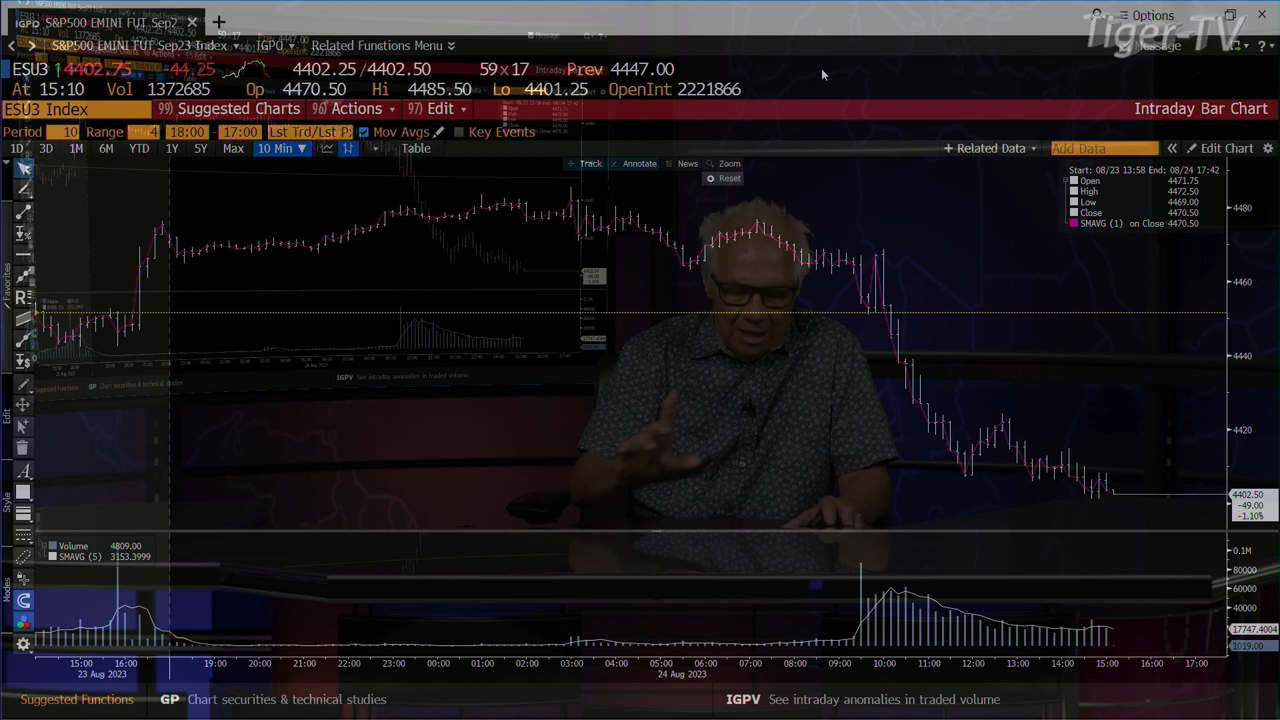 S&P500 EMINI FUT Sep2
Options
Tiger-TV
S&P500 EMINI FUT Sep23 Index IGPO Related Functions Menu
Message
ESU3 4402.75 -44.25 4402.25/4402.50 59×17 Prev 4447.00
At 15:10 Vol 1372685 Op 4470.50 Hi 4485.50 Lo 4401.25 OpenInt 2221866
ESU3 Index 99) Suggested Charts 96) Actions 97) Edit Intraday Bar Chart
Period 10 Range 4 18:00 - 17:00 Lst Trd/Lst P Mov Avgs Key Events
1D 3D 1M 6M YTD 1Y 5Y Max 10 Min Table + Related Data Add Data Edit Chart
Track Annotate News Zoom
Reset
Start: 08/23 13:58 End: 08/24 17:42
Open 4471.75
High 4472.50
Low 4469.00
Close 4470.50
SMAVG (1) on Close 4470.50
4480
4460
4440
4420
4402.50
-49.00
-1.10%
Favorites
Edit
Style
Modes
Volume 4809.00
SMAVG (5) 3153.3999
0.1M
80000
60000
40000
17747.4004
1019.00
15:00 16:00 19:00 20:00 21:00 22:00 23:00 00:00 01:00 02:00 03:00 04:00 05:00 06:00 07:00 08:00 09:00 10:00 11:00 12:00 13:00 14:00 15:00 16:00 17:00
23 Aug 2023 24 Aug 2023
Suggested Functions GP Chart securities & technical studies IGPV See intraday anomalies in traded volume